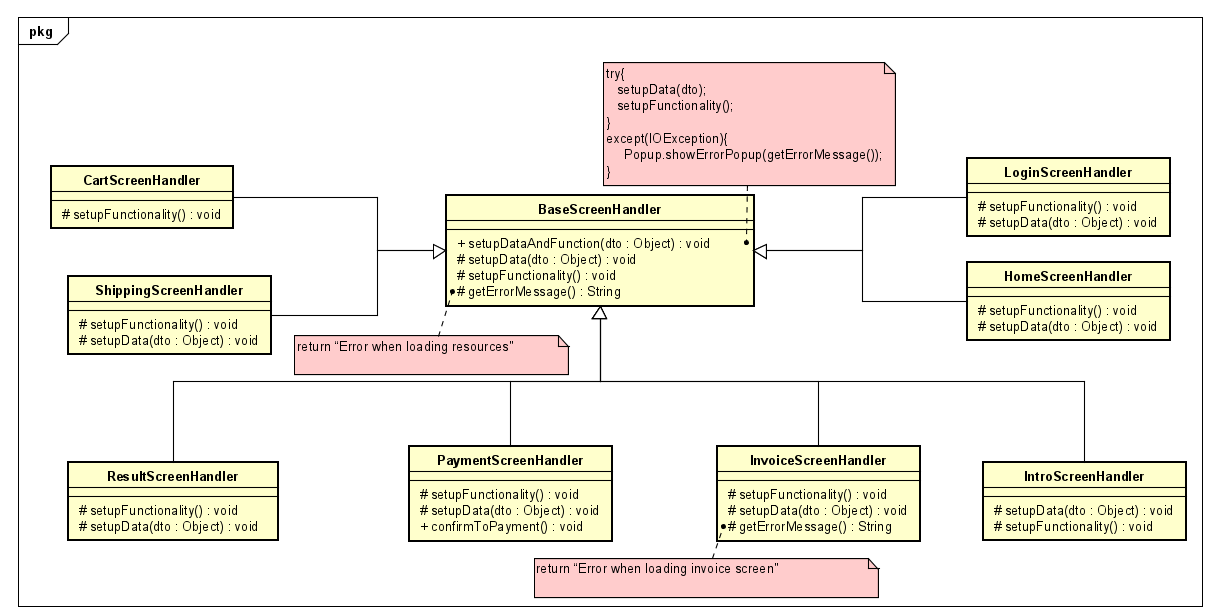 pkg
try{
setupData(dto);
setupFunctionality();
}
except(IOException){
Popup.showErrorPopup(getErrorMessage());
}
CartScreenHandler
# setupFunctionality() : void
BaseScreenHandler
+ setupDataAndFunction(dto : Object) : void
# setupData(dto : Object) : void
# setupFunctionality() : void
# getErrorMessage() : String
LoginScreenHandler
# setupFunctionality() : void
# setupData(dto : Object) : void
ShippingScreenHandler
# setupFunctionality() : void
# setupData(dto : Object) : void
HomeScreenHandler
# setupFunctionality() : void
# setupData(dto : Object) : void
return "Error when loading resources"
ResultScreenHandler
# setupFunctionality() : void
# setupData(dto : Object) : void
PaymentScreenHandler
# setupFunctionality() : void
# setupData(dto : Object) : void
+ confirmToPayment() : void
InvoiceScreenHandler
# setupFunctionality() : void
# setupData(dto : Object) : void
# getErrorMessage() : String
IntroScreenHandler
# setupData(dto : Object) : void
# setupFunctionality() : void
return "Error when loading invoice screen"